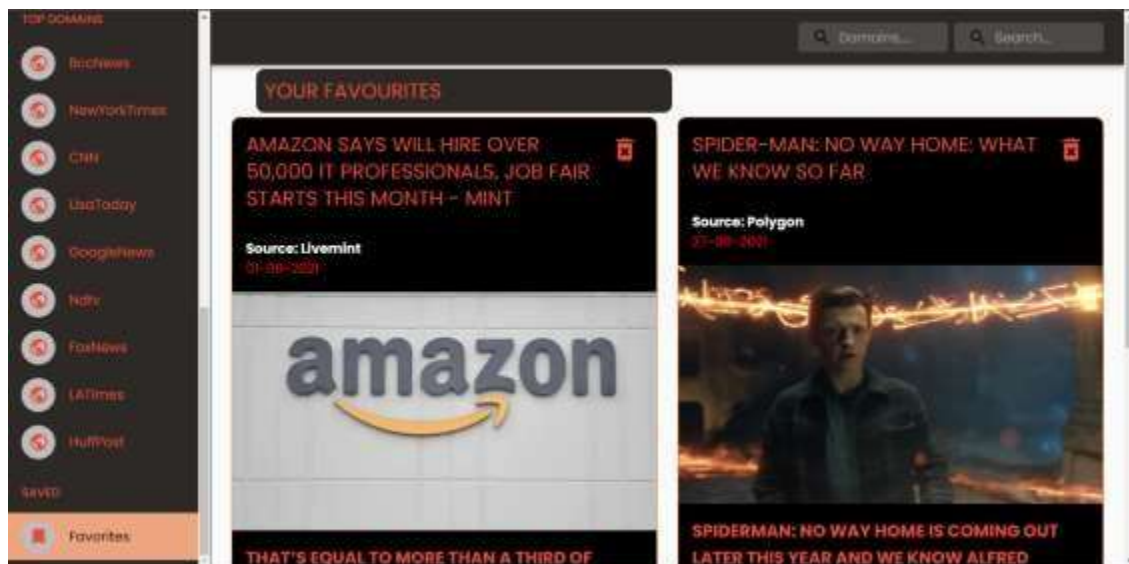 TOP DOMAINS
BbcNews
NewYorkTimes
CNN
UsaToday
GoogleNews
Ndtv
FoxNews
LATimes
HuffPost
SAVED
Favorites
Domains...
Search...
YOUR FAVOURITES
AMAZON SAYS WILL HIRE OVER
50,000 IT PROFESSIONALS, JOB FAIR
STARTS THIS MONTH - MINT
Source: Livemint
amazon
THAT'S EQUAL TO MORE THAN A THIRD OF
SPIDER-MAN: NO WAY HOME: WHAT
WE KNOW SO FAR
Source: Polygon
SPIDERMAN: NO WAY HOME IS COMING OUT
LATER THIS YEAR AND WE KNOW ALFRED